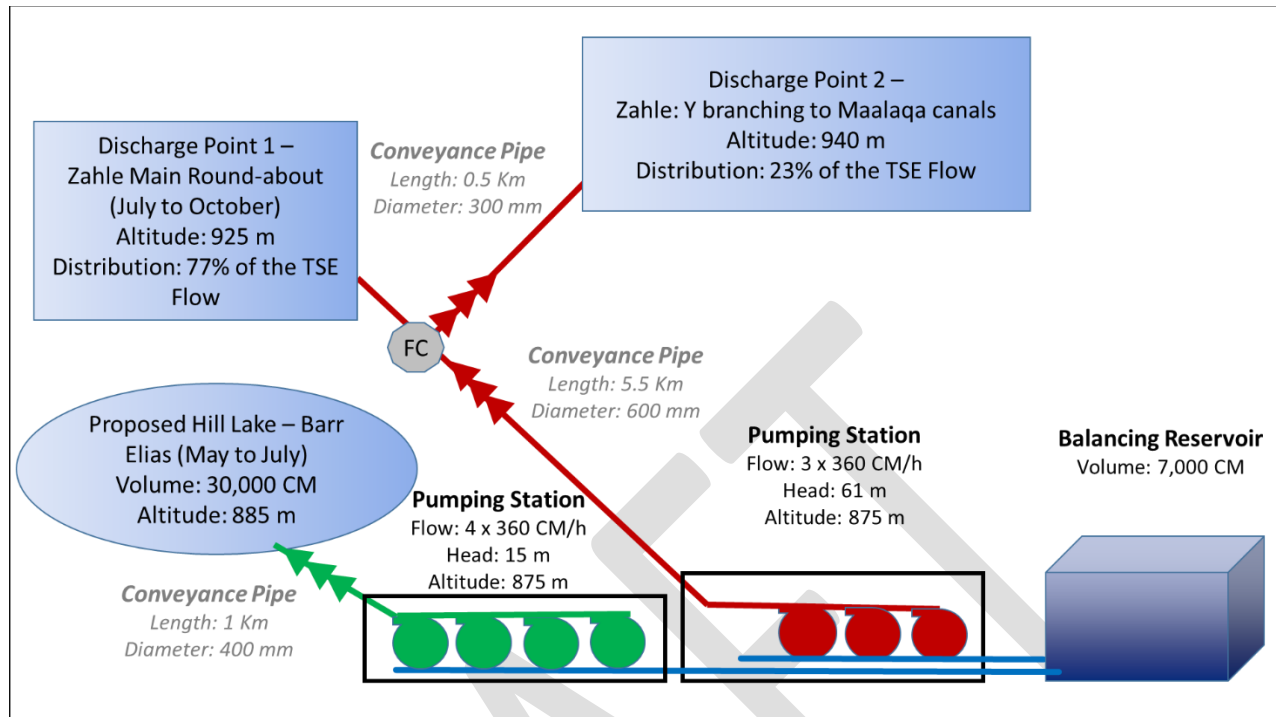 Discharge Point 1 –
Zahle Main Round-about
(July to October)
Altitude: 925 m
Distribution: 77% of the TSE
Flow
Conveyance Pipe
Length: 0.5 Km
Diameter: 300 mm
Discharge Point 2 –
Zahle: Y branching to Maalaqa canals
Altitude: 940 m
Distribution: 23% of the TSE Flow
FC
Conveyance Pipe
Length: 5.5 Km
Diameter: 600 mm
Proposed Hill Lake – Barr
Elias (May to July)
Volume: 30,000 CM
Altitude: 885 m
Pumping Station
Flow: 4 x 360 CM/h
Head: 15 m
Altitude: 875 m
Pumping Station
Flow: 3 x 360 CM/h
Head: 61 m
Altitude: 875 m
Balancing Reservoir
Volume: 7,000 CM
Conveyance Pipe
Length: 1 Km
Diameter: 400 mm